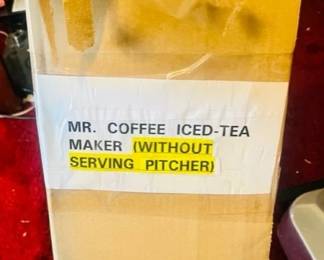 MR. COFFEE ICED-TEA
MAKER (WITHOUT
SERVING PITCHER)